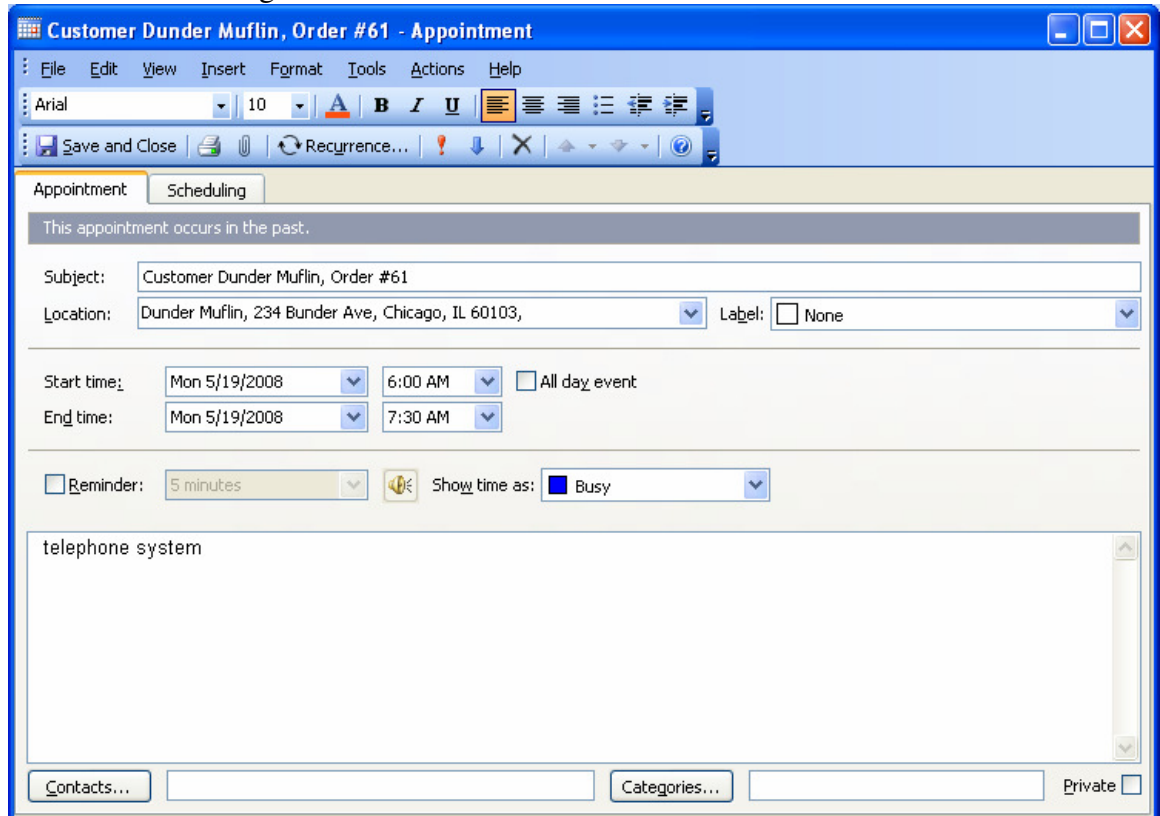 Customer Dunder Muflin, Order #61 - Appointment
File Edit View Insert Format Tools Actions Help
Arial 10 A B I U
Save and Close Recurrence...
Appointment Scheduling
This appointment occurs in the past.
Subject: Customer Dunder Muflin, Order #61
Location: Dunder Muflin, 234 Bunder Ave, Chicago, IL 60103, Label: None
Start time: Mon 5/19/2008 6:00 AM All day event
End time: Mon 5/19/2008 7:30 AM
Reminder: 5 minutes Show time as: Busy
telephone system
Contacts... Categories... Private